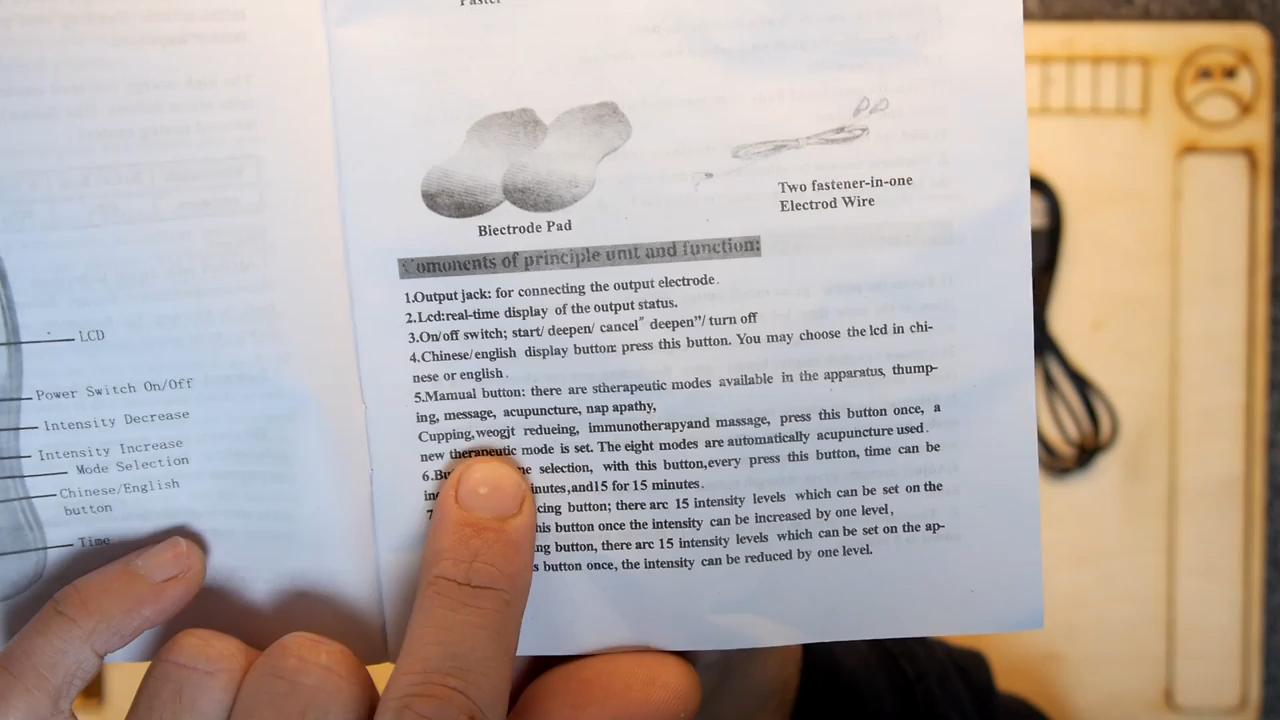 LCD
Power Switch On/Off
Intensity Decrease
Intensity Increase
Mode Selection
Chinese/English
button
Time
Paster
Biectrode Pad
Two fastener-in-one
Electrod Wire
Comonents of principle unit and function:
1.Output jack: for connecting the output electrode.
2.Lcd:real-time display of the output status.
3.On/off switch; start/ deepen/ cancel" deepen"/ turn off
4.Chinese/english display button: press this button. You may choose the lcd in chi-
nese or english.
5.Mamual button: there are stherapeutic modes available in the apparatus, thump-
ing, message, acupuncture, nap apathy,
Cupping,weogjt redueing, immunotherapyand massage, press this button once, a
new therapeutic mode is set. The eight modes are automatically acupuncture used.
selection, with this button,every press this button, time can be
inutes,and15 for 15 minutes.
cing button; there arc 15 intensity levels which can be set on the
his button once the intensity can be increased by one level,
ng button, there arc 15 intensity levels which can be set on the ap-
s button once, the intensity can be reduced by one level.